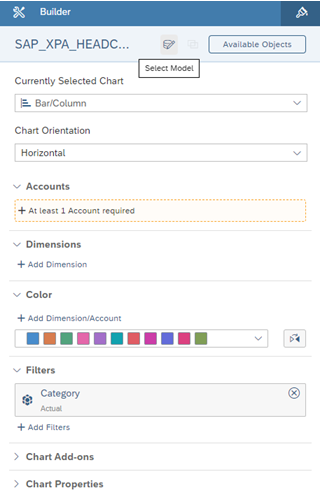 Builder
SAP_XPA_HEADC...
Available Objects
Select Model
Currently Selected Chart
Bar/Column
Chart Orientation
Horizontal
Accounts
+ At least 1 Account required
Dimensions
+ Add Dimension
Color
+ Add Dimension/Account
Filters
Category
Actual
+ Add Filters
Chart Add-ons
Chart Properties